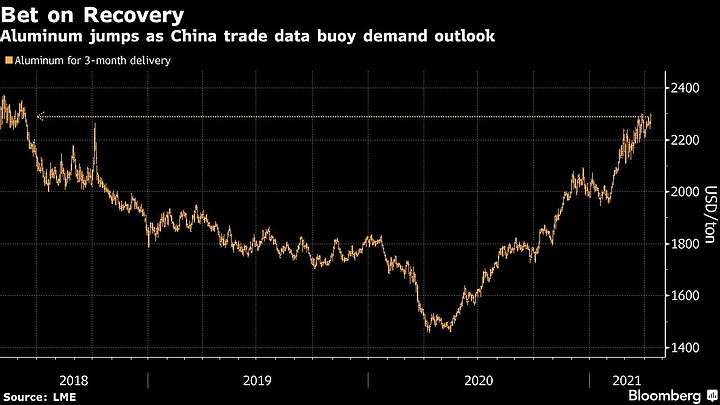 Bet on Recovery
Aluminum jumps as China trade data buoy demand outlook
Aluminum for 3-month delivery
2400
2200
2000
1800
1600
1400
USD/ton
2018
2019
2020
2021
Source: LME
Bloomberg